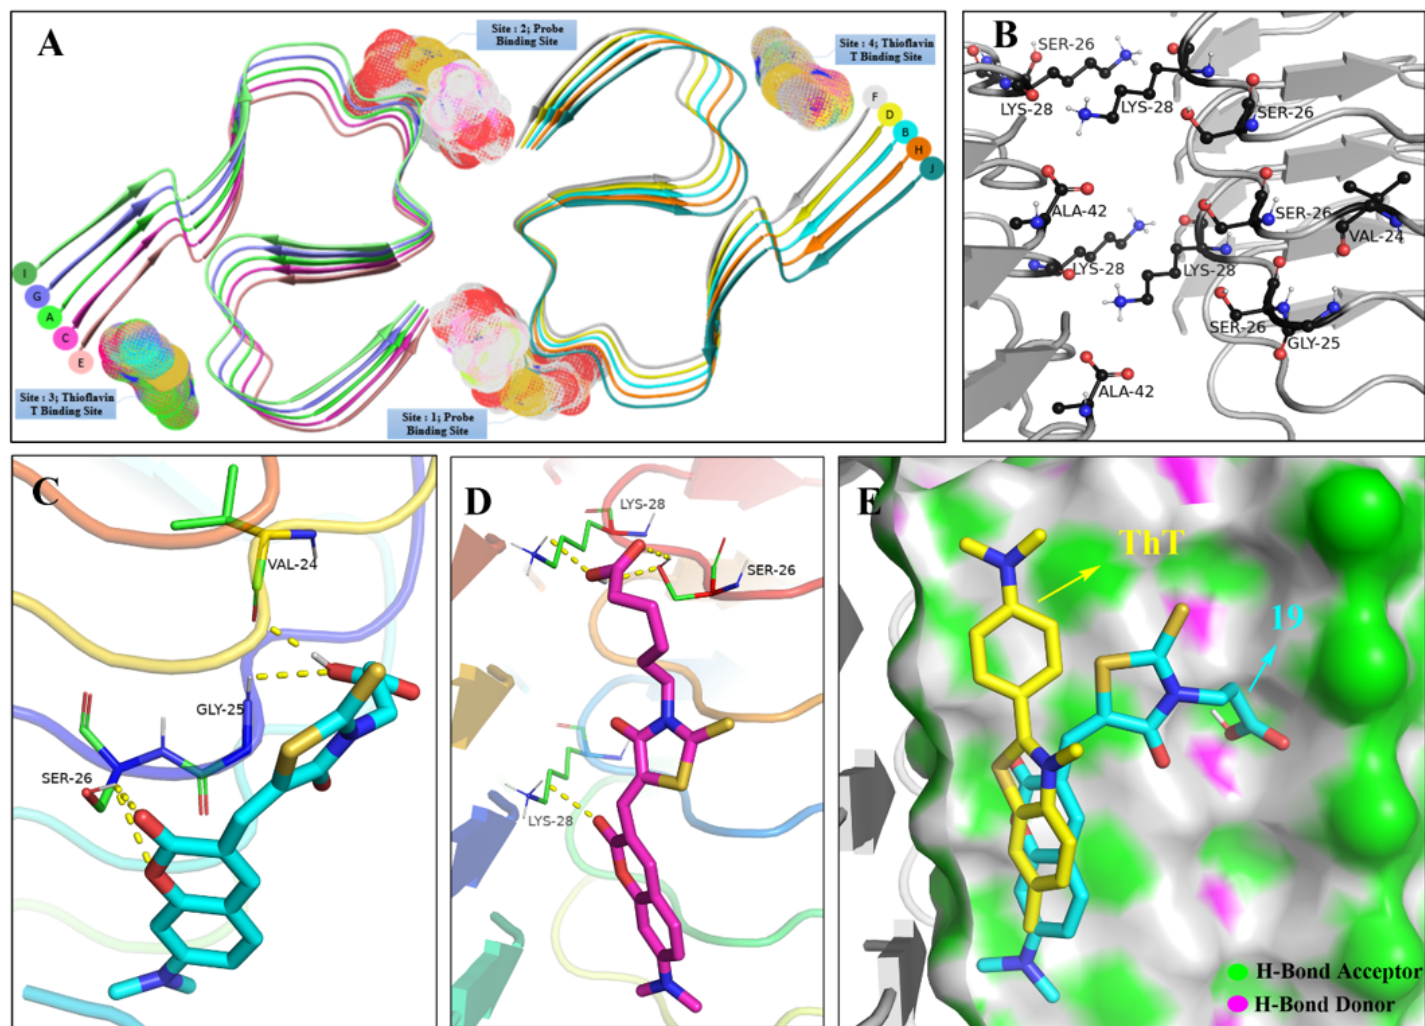 A
Site : 2; Probe
Binding Site
Site : 4; Thioflavin
T Binding Site
F
D
B
H
J
I
G
A
C
E
Site : 3; Thioflavin
T Binding Site
Site : 1; Probe
Binding Site
B
SER-26
LYS-28
LYS-28
SER-26
ALA-42
SER-26
VAL-24
LYS-28
LYS-28
SER-26
GLY-25
ALA-42
C
VAL-24
GLY-25
SER-26
D
LYS-28
SER-26
LYS-28
E
ThT
19
H-Bond Acceptor
H-Bond Donor